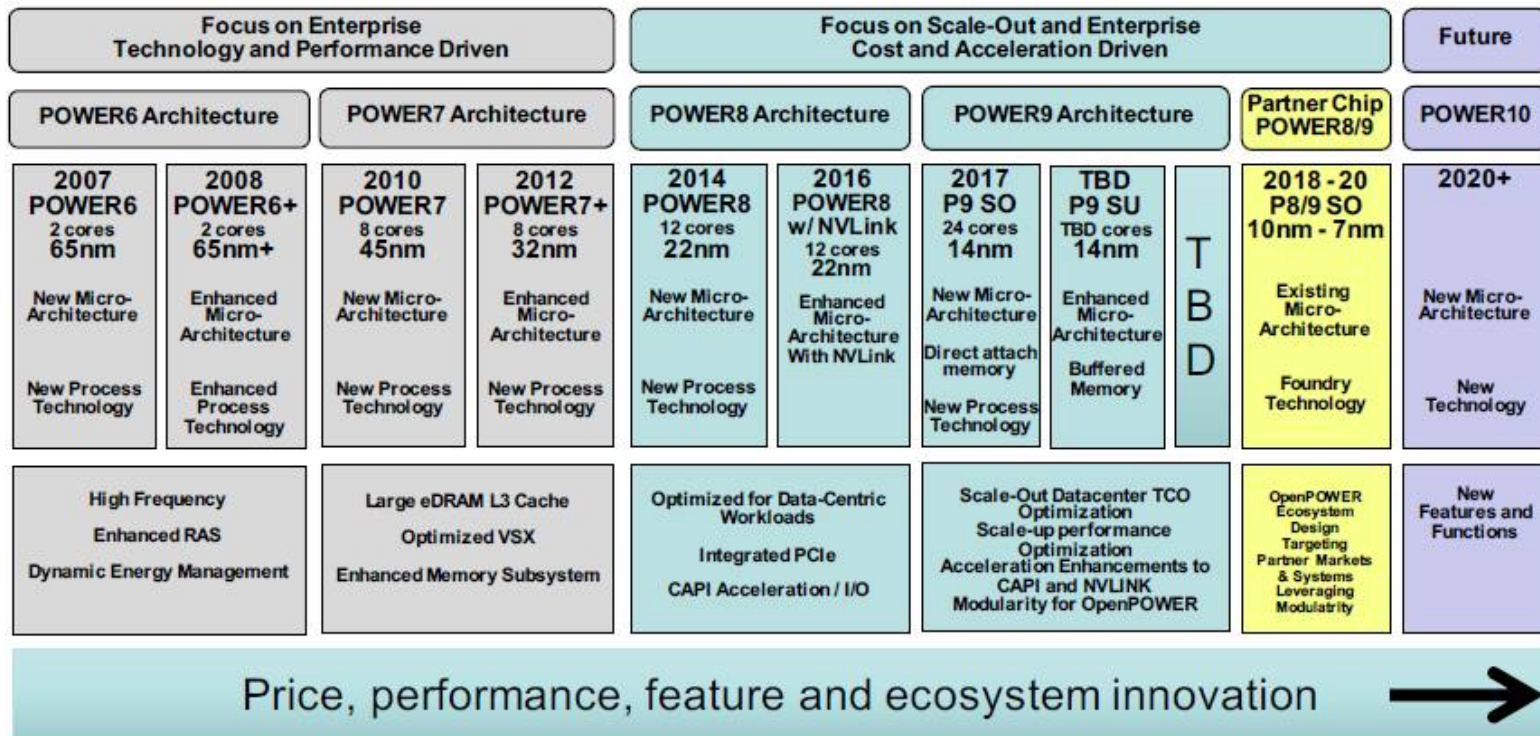 Focus on Enterprise
Technology and Performance Driven
Focus on Scale-Out and Enterprise
Cost and Acceleration Driven
Future
POWER6 Architecture
POWER7 Architecture
POWER8 Architecture
POWER9 Architecture
Partner Chip
POWER8/9
POWER10
2007
POWER6
2 cores
65nm
New Micro-
Architecture
New Process
Technology
2008
POWER6+
2 cores
65nm+
Enhanced
Micro-
Architecture
Enhanced
Process
Technology
2010
POWER7
8 cores
45nm
New Micro-
Architecture
New Process
Technology
2012
POWER7+
8 cores
32nm
Enhanced
Micro-
Architecture
New Process
Technology
2014
POWER8
12 cores
22nm
New Micro-
Architecture
New Process
Technology
2016
POWER8
w/ NVLink
12 cores
22nm
Enhanced
Micro-
Architecture
With NVLink
2017
P9 SO
24 cores
14nm
New Micro-
Architecture
Direct attach
memory
New Process
Technology
TBD
P9 SU
TBD cores
14nm
Enhanced
Micro-
Architecture
Buffered
Memory
T
B
D
2018 - 20
P8/9 SO
10nm - 7nm
Existing
Micro-
Architecture
Foundry
Technology
2020+
New Micro-
Architecture
New
Technology
High Frequency
Enhanced RAS
Dynamic Energy Management
Large eDRAM L3 Cache
Optimized VSX
Enhanced Memory Subsystem
Optimized for Data-Centric
Workloads
Integrated PCIe
CAPI Acceleration / I/O
Scale-Out Datacenter TCO
Optimization
Scale-up performance
Optimization
Acceleration Enhancements to
CAPI and NVLINK
Modularity for OpenPOWER
OpenPOWER
Ecosystem
Design
Targeting
Partner Markets
& Systems
Leveraging
Modulatrity
New
Features and
Functions
Price, performance, feature and ecosystem innovation